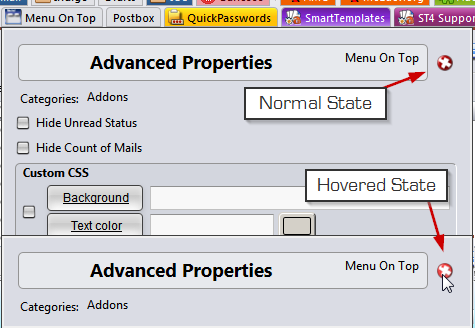 Menu On Top Postbox QuickPasswords SmartTemplates ST4 Suppor
Advanced Properties Menu On Top
Categories: Addons
Normal State
Hide Unread Status
Hide Count of Mails
Custom CSS
Hovered State
Background
Text color
Advanced Properties Menu On Top
Categories: Addons